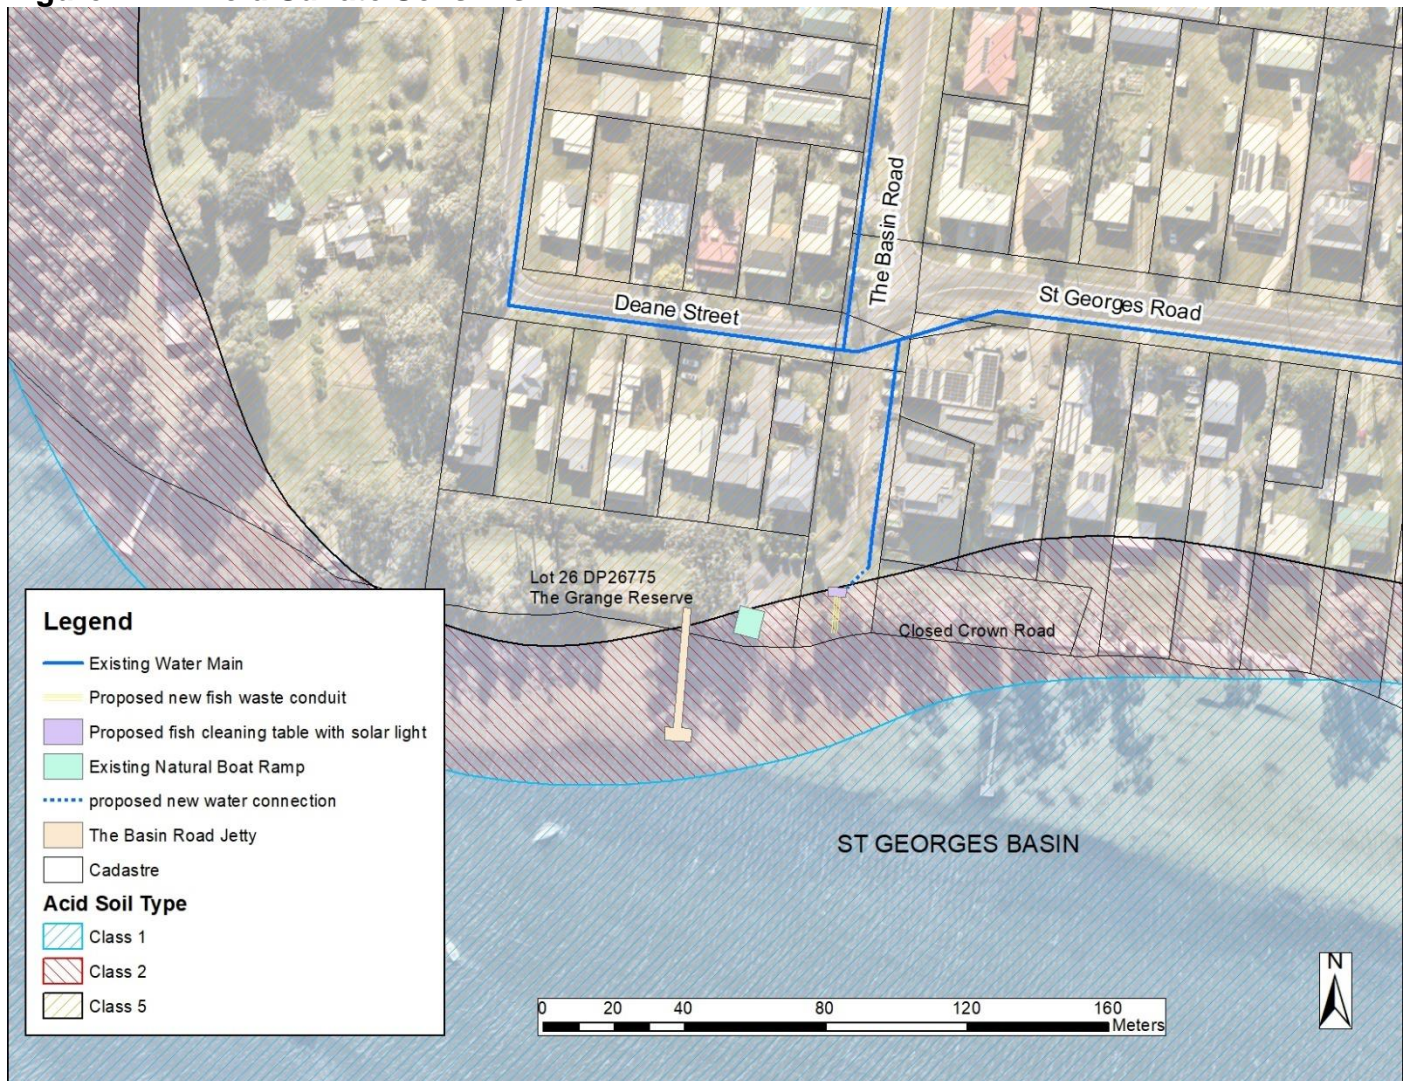 The Basin Road
Deane Street
St Georges Road
Lot 26 DP26775
The Grange Reserve
Closed Crown Road
ST GEORGES BASIN
Legend
Existing Water Main
Proposed new fish waste conduit
Proposed fish cleaning table with solar light
Existing Natural Boat Ramp
proposed new water connection
The Basin Road Jetty
Cadastre
Acid Soil Type
Class 1
Class 2
Class 5
0 20 40 80 120 160
Meters
N